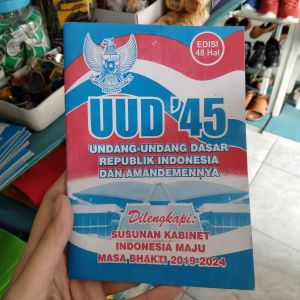 EDISI
48 Hal
UUD '45
UNDANG-UNDANG DASAR
REPUBLIK INDONESIA
DAN AMANDEMENNYA
Dilengkapi:
SUSUNAN KABINET
INDONESIA MAJU
MASA BHAKTI 2019-2024